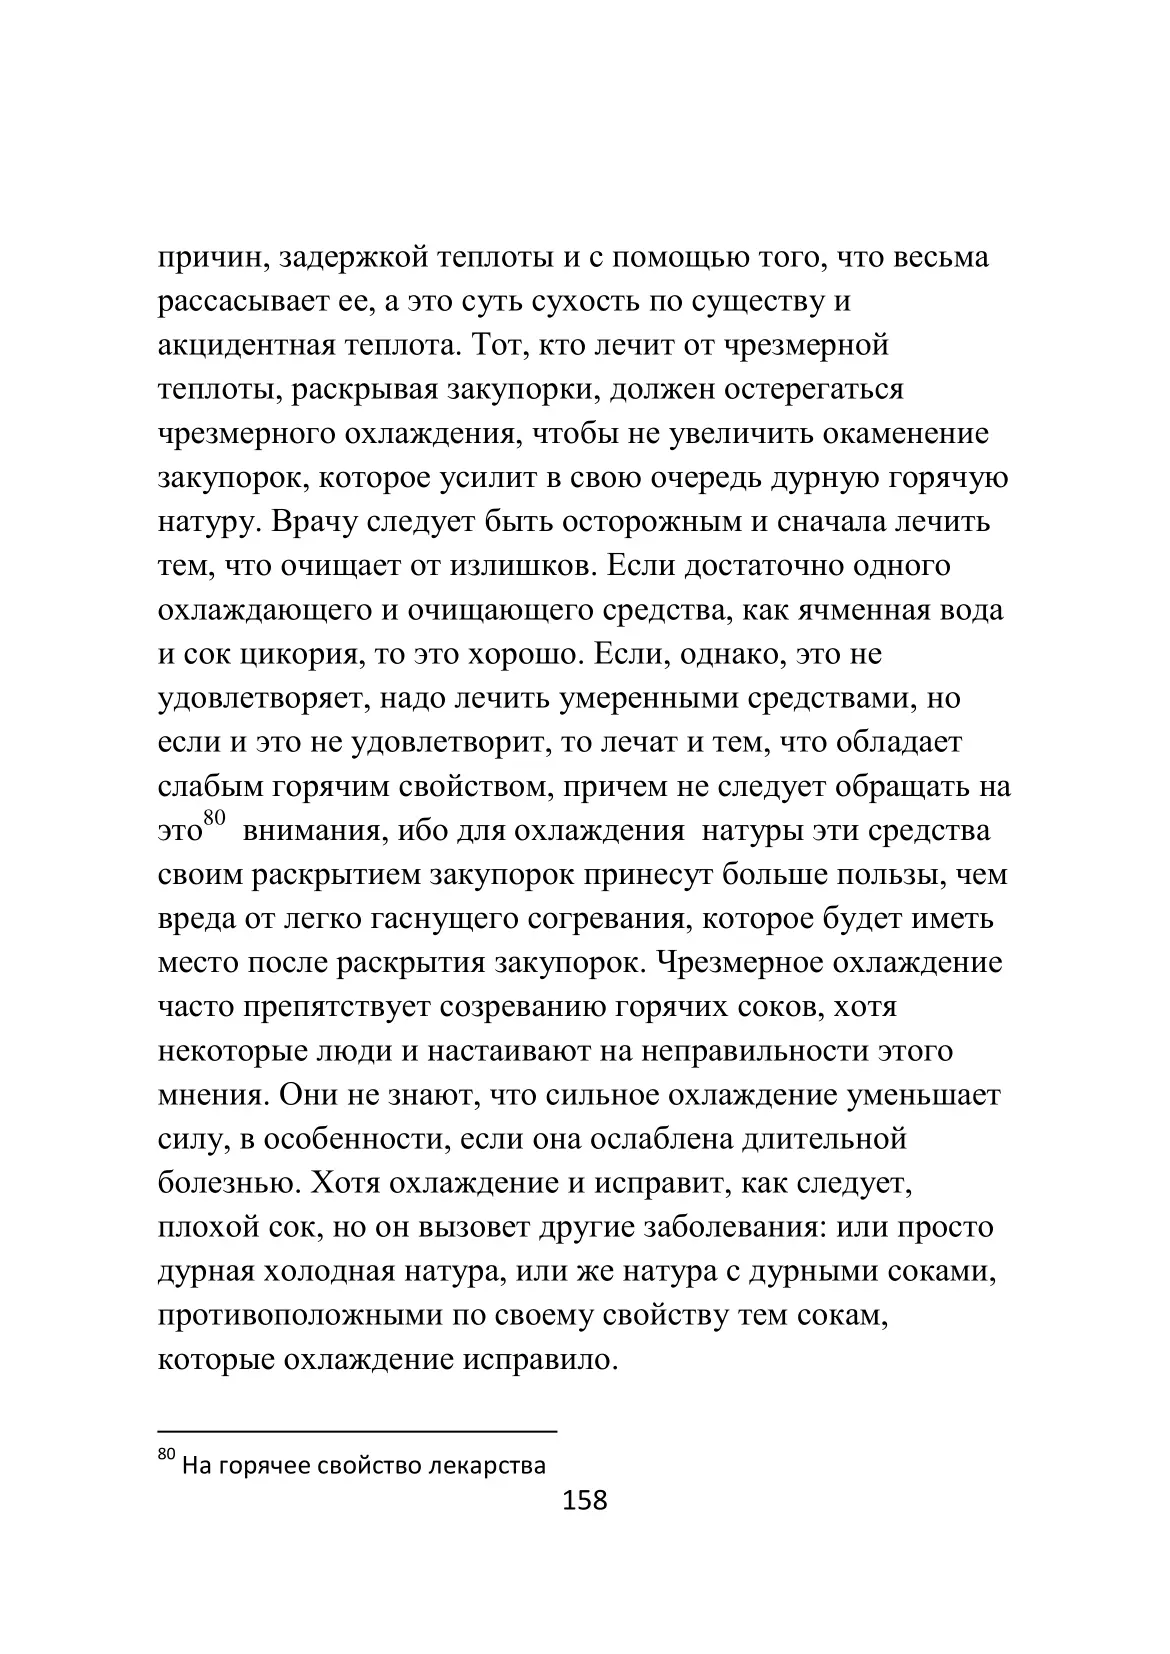 причин, задержкой теплоты и с помощью того, что весьма
рассасывает ее, а это суть сухость по существу и
акцидентная теплота. Тот, кто лечит от чрезмерной
теплоты, раскрывая закупорки, должен остерегаться
чрезмерного охлаждения, чтобы не увеличить окаменение
закупорок, которое усилит в свою очередь дурную горячую
натуру. Врачу следует быть осторожным и сначала лечить
тем, что очищает от излишков. Если достаточно одного
охлаждающего и очищающего средства, как ячменная вода
и сок цикория, то это хорошо. Если, однако, это не
удовлетворяет, надо лечить умеренными средствами, но
если и это не удовлетворит, то лечат и тем, что обладает
слабым горячим свойством, причем не следует обращать на
это⁸⁰ внимания, ибо для охлаждения натуры эти средства
своим раскрытием закупорок принесут больше пользы, чем
вреда от легко гаснущего согревания, которое будет иметь
место после раскрытия закупорок. Чрезмерное охлаждение
часто препятствует созреванию горячих соков, хотя
некоторые люди и настаивают на неправильности этого
мнения. Они не знают, что сильное охлаждение уменьшает
силу, в особенности, если она ослаблена длительной
болезнью. Хотя охлаждение и исправит, как следует,
плохой сок, но он вызовет другие заболевания: или просто
дурная холодная натура, или же натура с дурными соками,
противоположными по своему свойству тем сокам,
которые охлаждение исправило.
⁸⁰ На горячее свойство лекарства
158